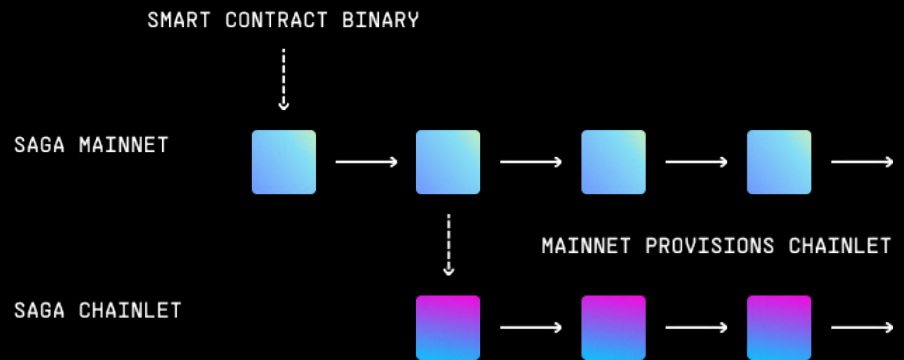 SMART CONTRACT BINARY
SAGA MAINNET
MAINNET PROVISIONS CHAINLET
SAGA CHAINLET